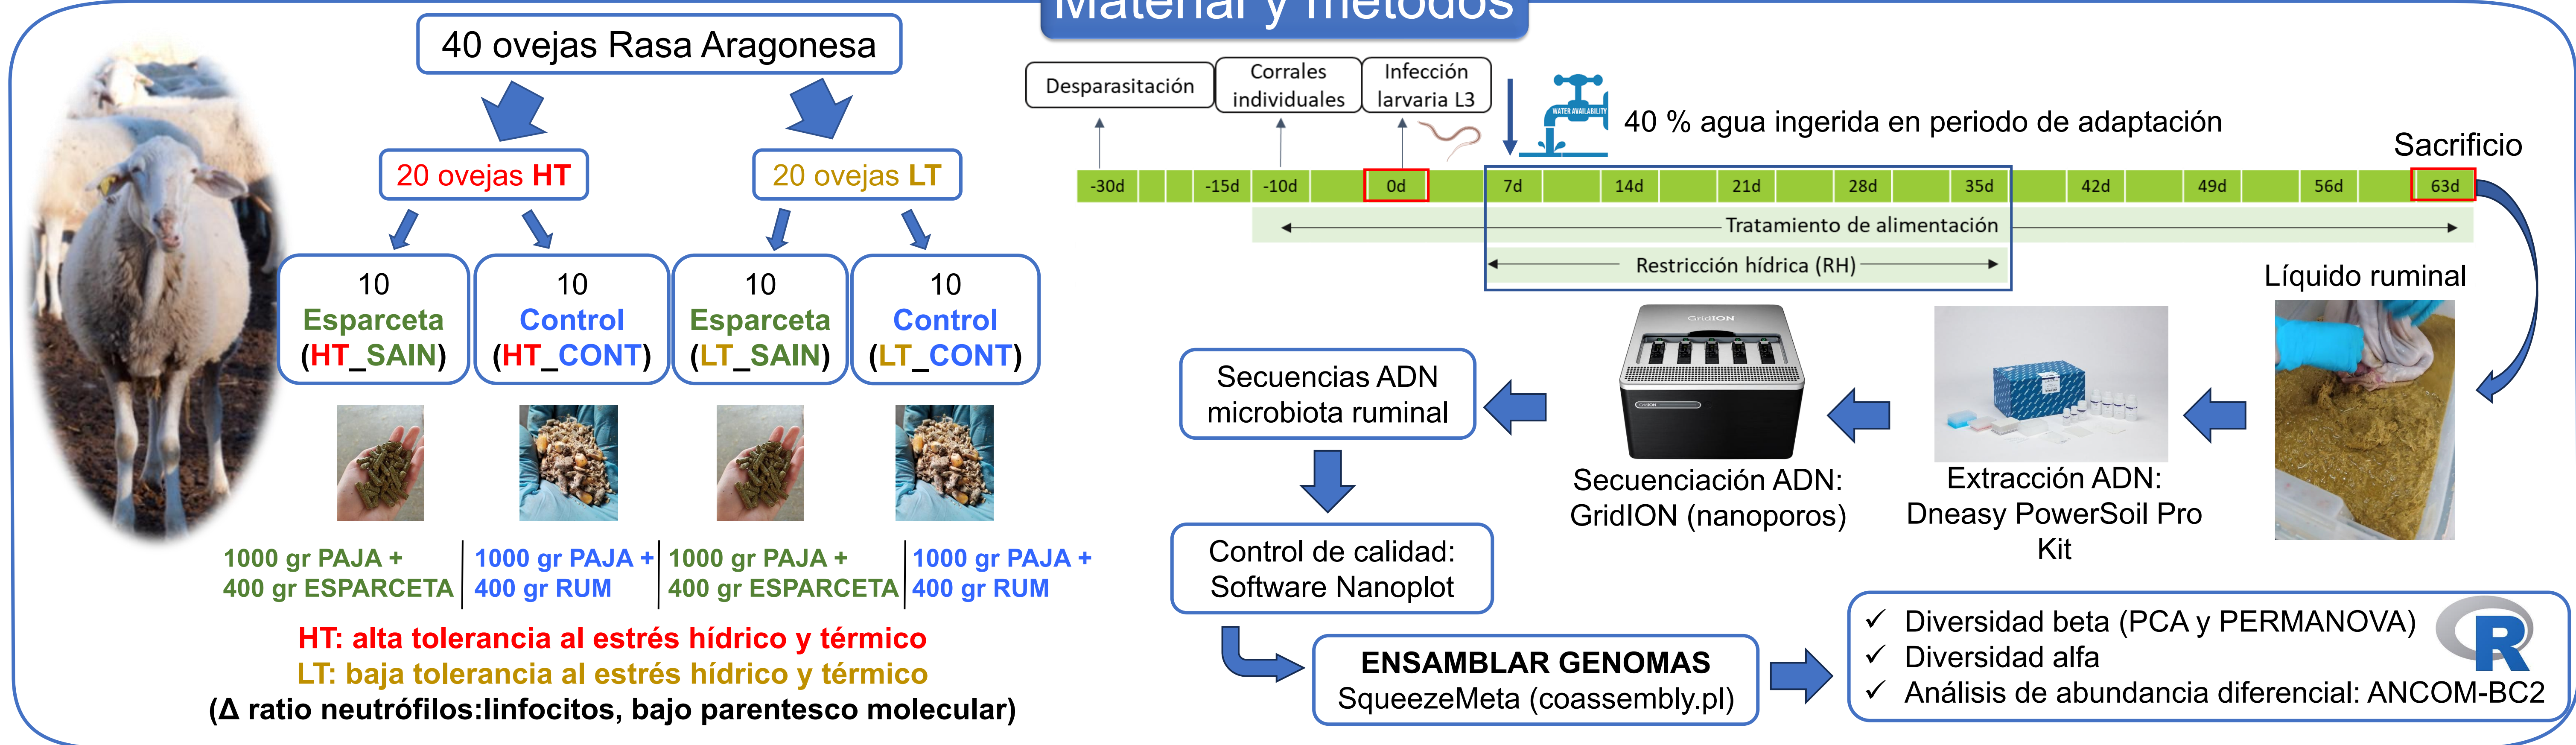 Material y métodos
40 ovejas Rasa Aragonesa
20 ovejas HT
20 ovejas LT
10
Esparceta
(HT_SAIN)
10
Control
(HT_CONT)
10
Esparceta
(LT_SAIN)
10
Control
(LT_CONT)
1000 gr PAJA +
400 gr ESPARCETA
1000 gr PAJA +
400 gr RUM
1000 gr PAJA +
400 gr ESPARCETA
1000 gr PAJA +
400 gr RUM
HT: alta tolerancia al estrés hídrico y térmico
LT: baja tolerancia al estrés hídrico y térmico
(Δ ratio neutrófilos:linfocitos, bajo parentesco molecular)
Desparasitación
Corrales
individuales
Infección
larvaria L3
WATER AVAILABILITY
40 % agua ingerida en periodo de adaptación
Sacrificio
-30d -15d -10d 0d 7d 14d 21d 28d 35d 42d 49d 56d 63d
Tratamiento de alimentación
Restricción hídrica (RH)
Líquido ruminal
Extracción ADN:
Dneasy PowerSoil Pro
Kit
GridION
Secuenciación ADN:
GridION (nanoporos)
Secuencias ADN
microbiota ruminal
Control de calidad:
Software Nanoplot
ENSAMBLAR GENOMAS
SqueezeMeta (coassembly.pl)
✓ Diversidad beta (PCA y PERMANOVA)
✓ Diversidad alfa
✓ Análisis de abundancia diferencial: ANCOM-BC2
R